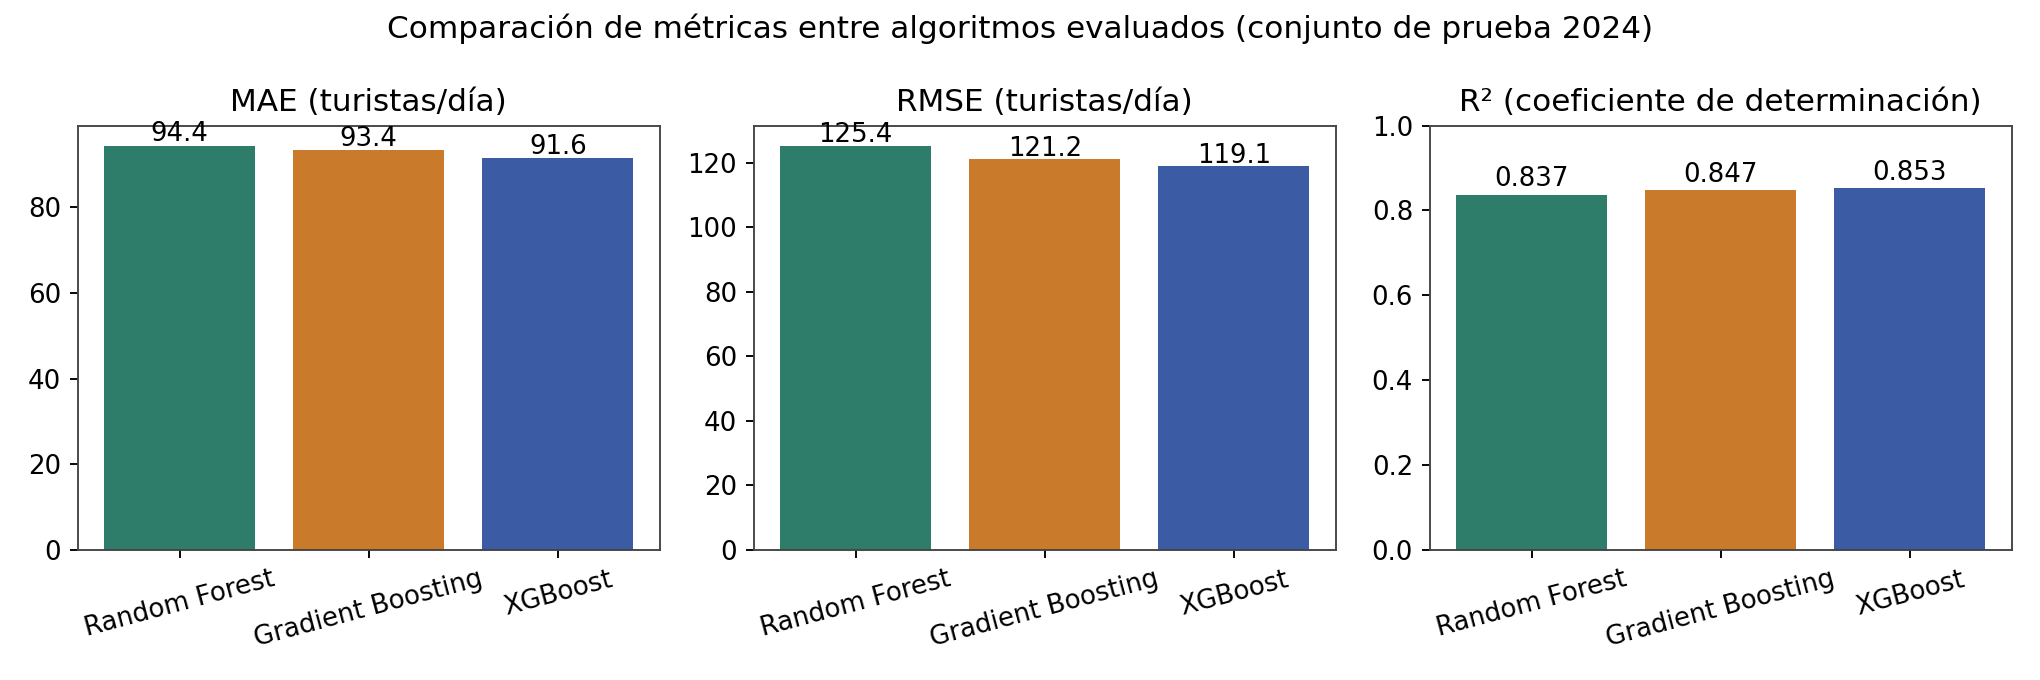 Comparación de métricas entre algoritmos evaluados (conjunto de prueba 2024)
MAE (turistas/día)
94.4
93.4
91.6
80
60
40
20
0
Random Forest
Gradient Boosting
XGBoost
RMSE (turistas/día)
125.4
121.2
119.1
120
100
80
60
40
20
0
Random Forest
Gradient Boosting
XGBoost
R² (coeficiente de determinación)
1.0
0.837
0.847
0.853
0.8
0.6
0.4
0.2
0.0
Random Forest
Gradient Boosting
XGBoost